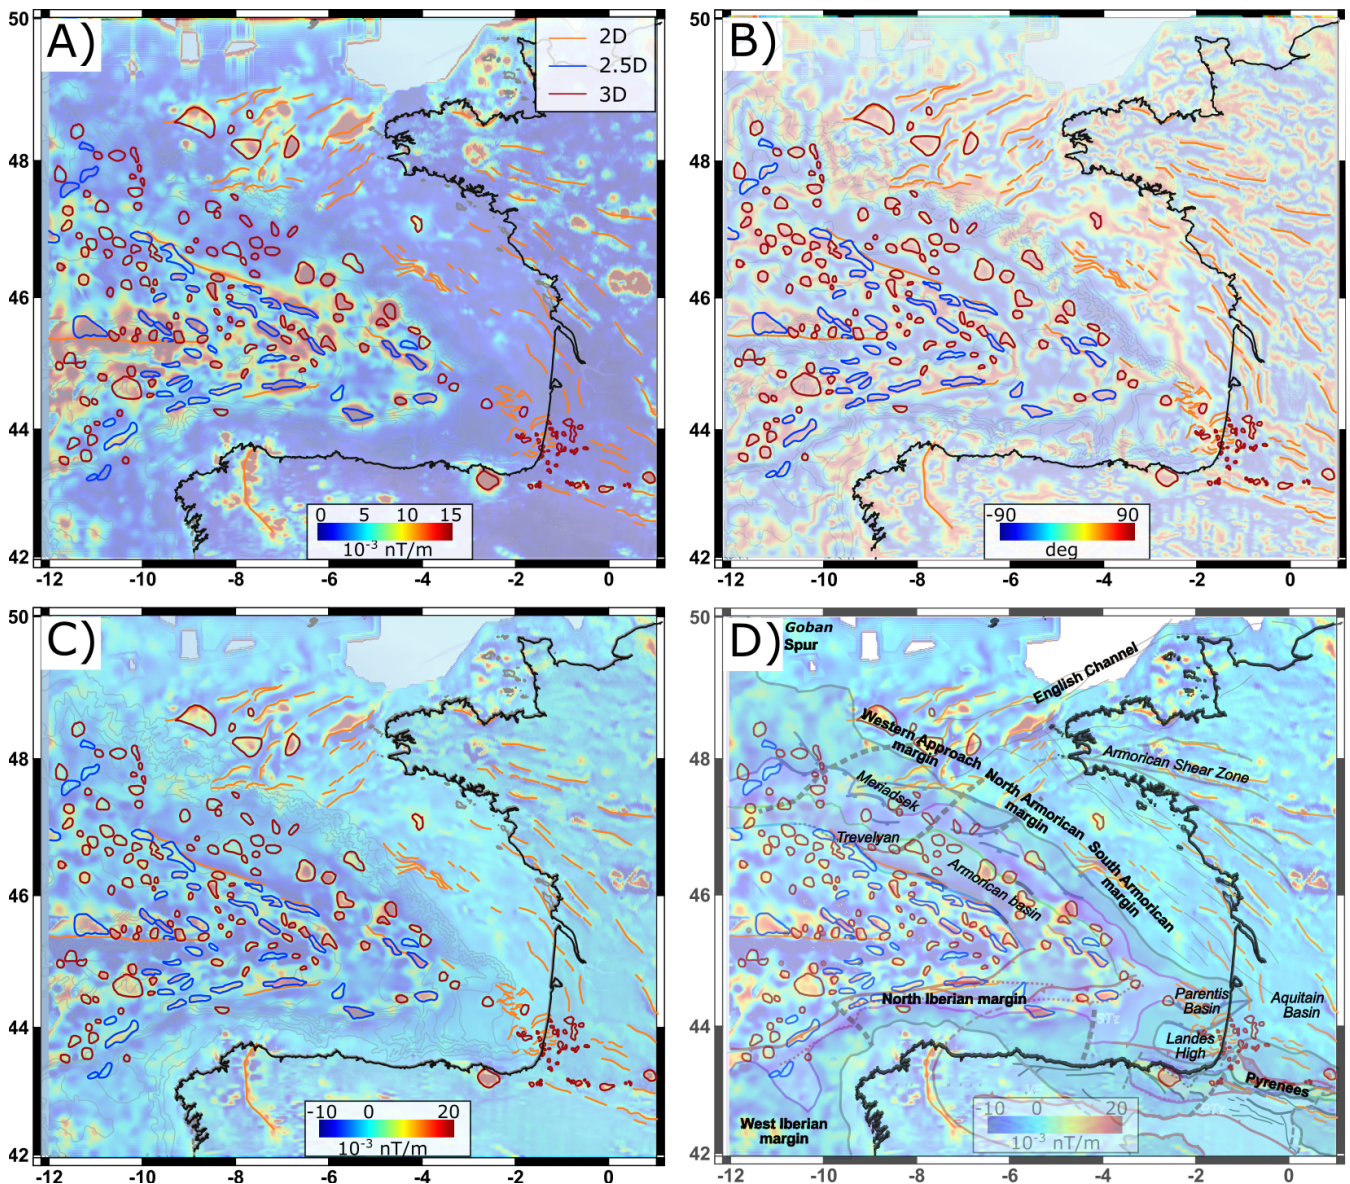 A)
2D
2.5D
3D
50
48
46
44
42
0 5 10 15
10-3 nT/m
-12 -10 -8 -6 -4 -2 0
B)
50
48
46
44
42
-90 90
deg
-12 -10 -8 -6 -4 -2 0
C)
50
48
46
44
42
-10 0 20
10-3 nT/m
-12 -10 -8 -6 -4 -2 0
D)
50
48
46
44
42
Goban
Spur
English Channel
Western Approach
margin
Armorican Shear Zone
Meriadsek
North Armorican
margin
Trevelyan
Armorican basin
South Armorican
margin
North Iberian margin
Parentis
Basin
Aquitain
Basin
Landes
High
Pyrenees
West Iberian
margin
-10 0 20
10-3 nT/m
-12 -10 -8 -6 -4 -2 0